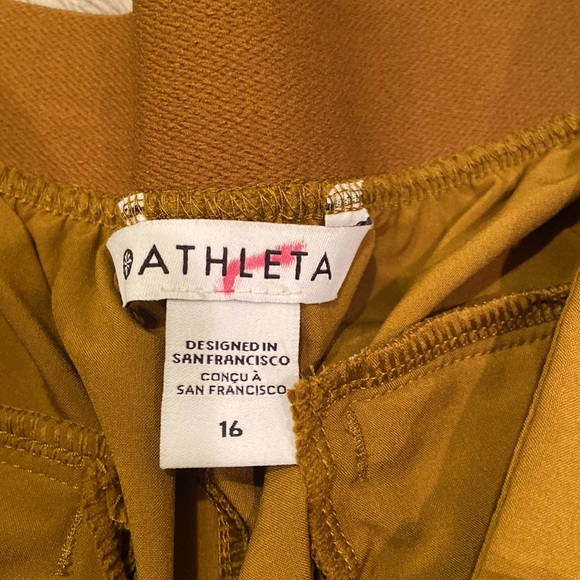 ATHLETA
DESIGNED IN
SAN FRANCISCO
CONÇU À
SAN FRANCISCO
16